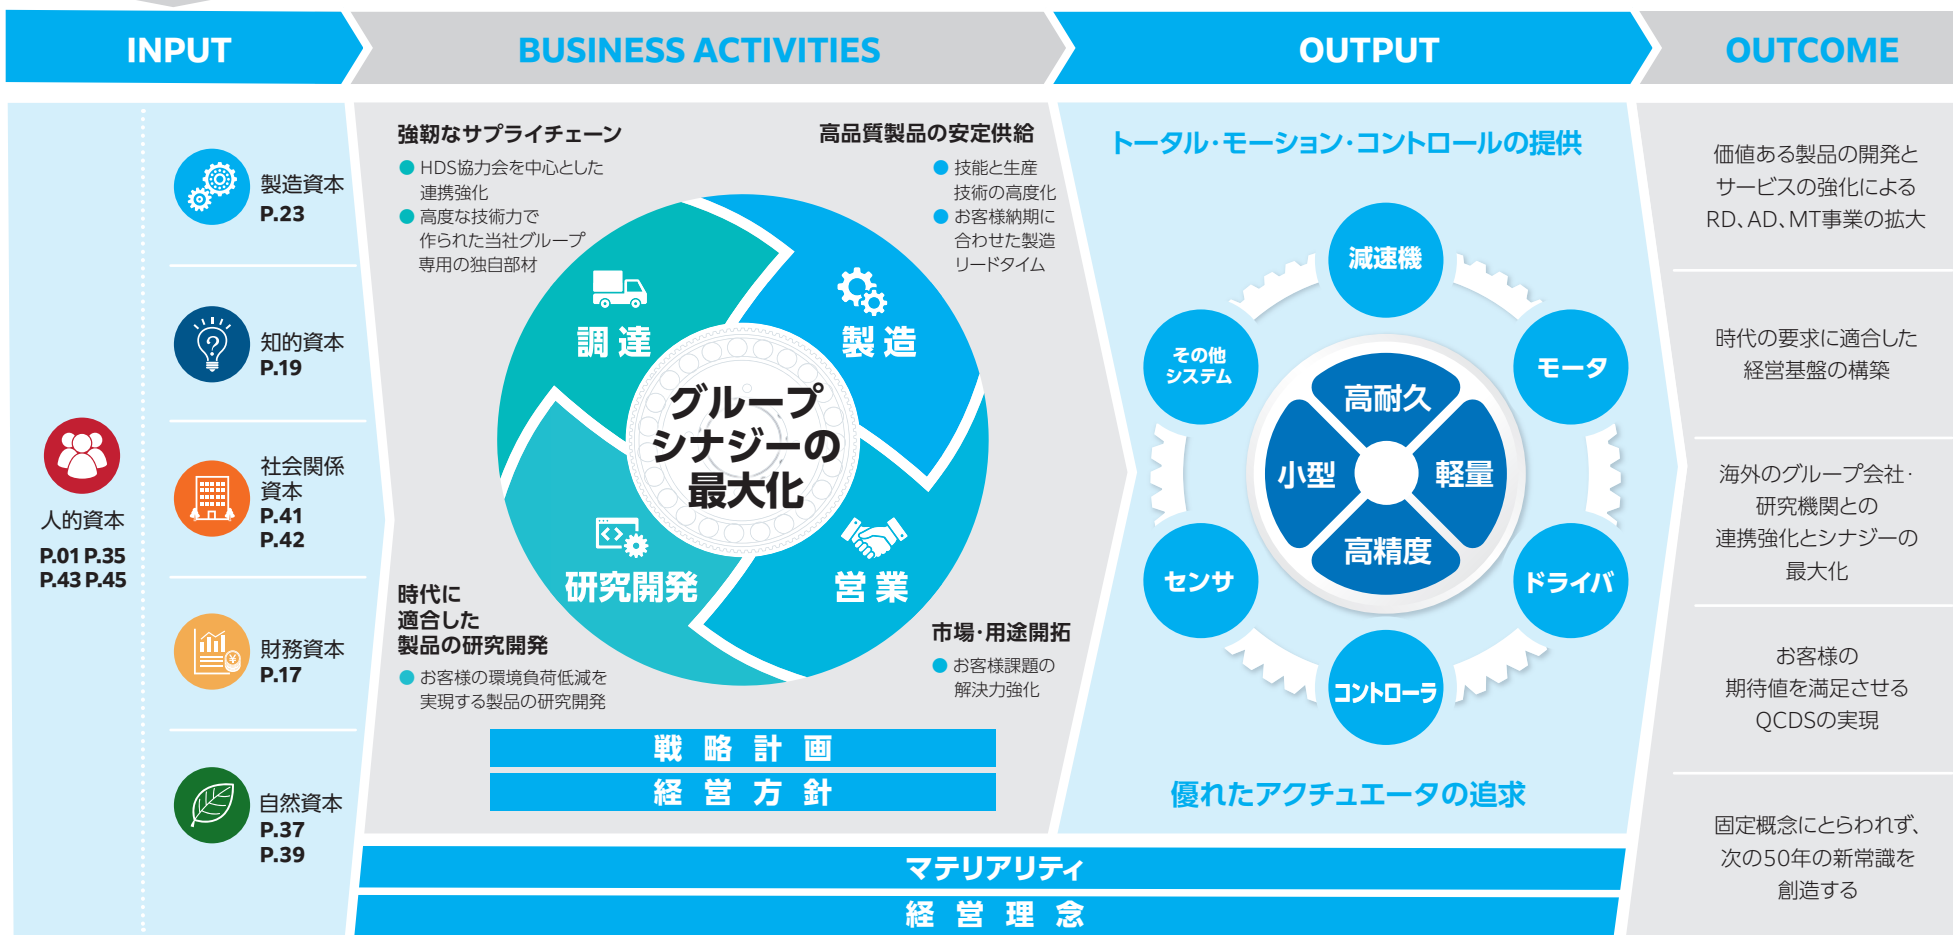 INPUT
BUSINESS ACTIVITIES
OUTPUT
OUTCOME
人的資本
P.01 P.35
P.43 P.45
製造資本
P.23
知的資本
P.19
社会関係
資本
P.41
P.42
財務資本
P.17
自然資本
P.37
P.39
強靭なサプライチェーン
● HDS協力会を中心とした
連携強化
● 高度な技術力で
作られた当社グループ
専用の独自部材
高品質製品の安定供給
● 技能と生産
技術の高度化
● お客様納期に
合わせた製造
リードタイム
調達
製造
グループ
シナジーの
最大化
研究開発
営業
時代に
適合した
製品の研究開発
● お客様の環境負荷低減を
実現する製品の研究開発
市場・用途開拓
● お客様課題の
解決力強化
戦略計画
経営方針
トータル・モーション・コントロールの提供
減速機
モータ
ドライバ
コントローラ
センサ
その他
システム
高耐久
小型
軽量
高精度
優れたアクチュエータの追求
マテリアリティ
経営理念
価値ある製品の開発と
サービスの強化による
RD、AD、MT事業の拡大
時代の要求に適合した
経営基盤の構築
海外のグループ会社・
研究機関との
連携強化とシナジーの
最大化
お客様の
期待値を満足させる
QCDSの実現
固定概念にとらわれず、
次の50年の新常識を
創造する